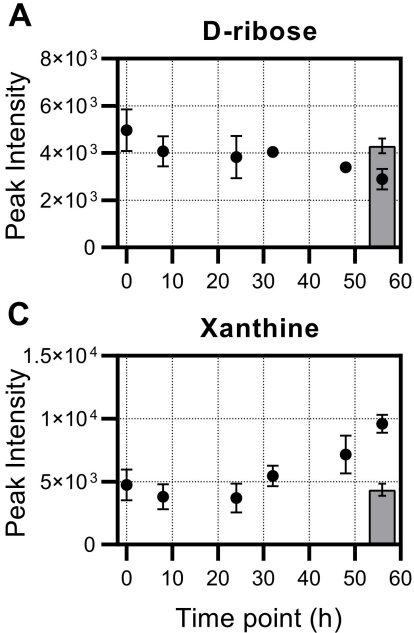 A
D-ribose
Peak Intensity
8×10³
6×10³
4×10³
2×10³
0
0 10 20 30 40 50 60
C
Xanthine
Peak Intensity
1.5×10⁴
1×10⁴
5×10³
0
0 10 20 30 40 50 60
Time point (h)